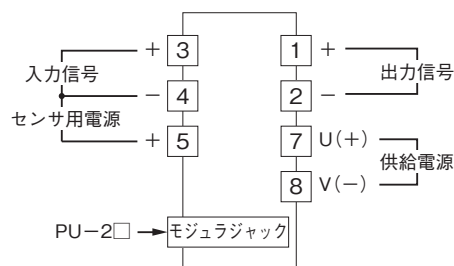 + 3
入力信号
− 4
センサ用電源
+ 5
1 +
出力信号
2 −
7 U(+)
供給電源
8 V(−)
PU−2□
モジュラジャック